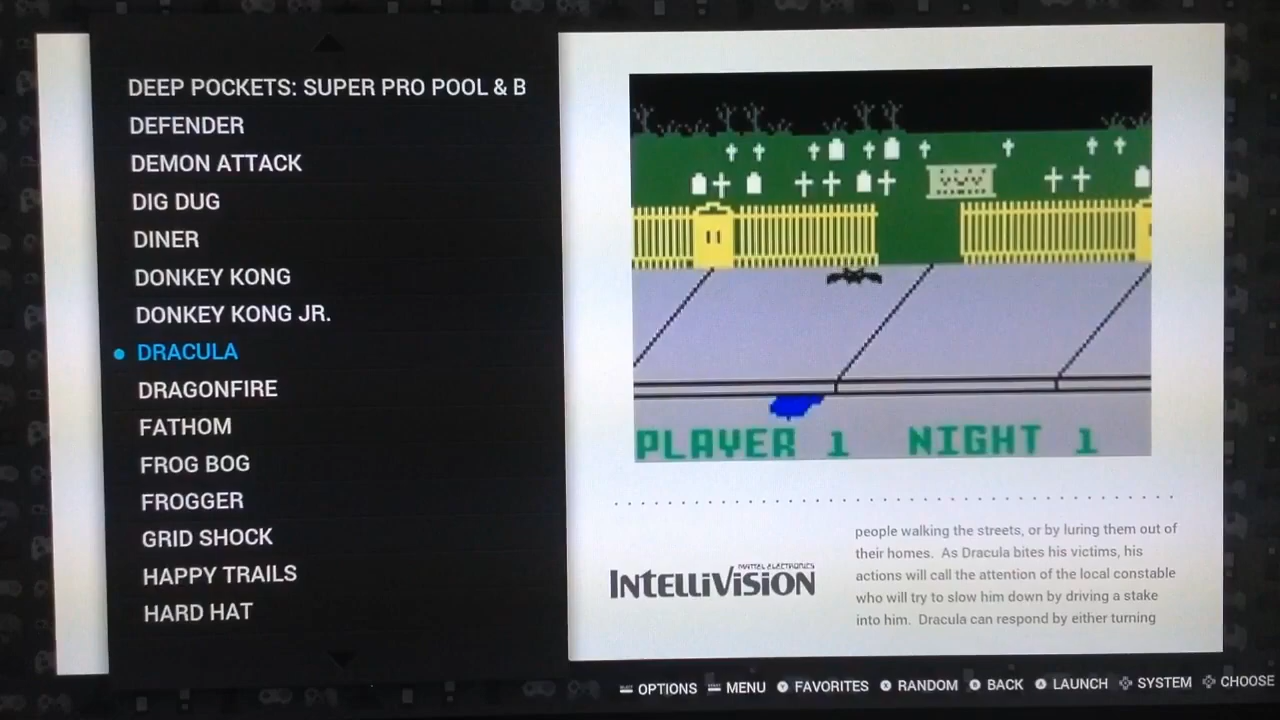 DEEP POCKETS: SUPER PRO POOL & B
DEFENDER
DEMON ATTACK
DIG DUG
DINER
DONKEY KONG
DONKEY KONG JR.
DRACULA
DRAGONFIRE
FATHOM
FROG BOG
FROGGER
GRID SHOCK
HAPPY TRAILS
HARD HAT
PLAYER 1 NIGHT 1
MATTEL ELECTRONICS
INTELLIVISION
people walking the streets, or by luring them out of
their homes. As Dracula bites his victims, his
actions will call the attention of the local constable
who will try to slow him down by driving a stake
into him. Dracula can respond by either turning
OPTIONS MENU FAVORITES RANDOM BACK LAUNCH SYSTEM CHOOSE